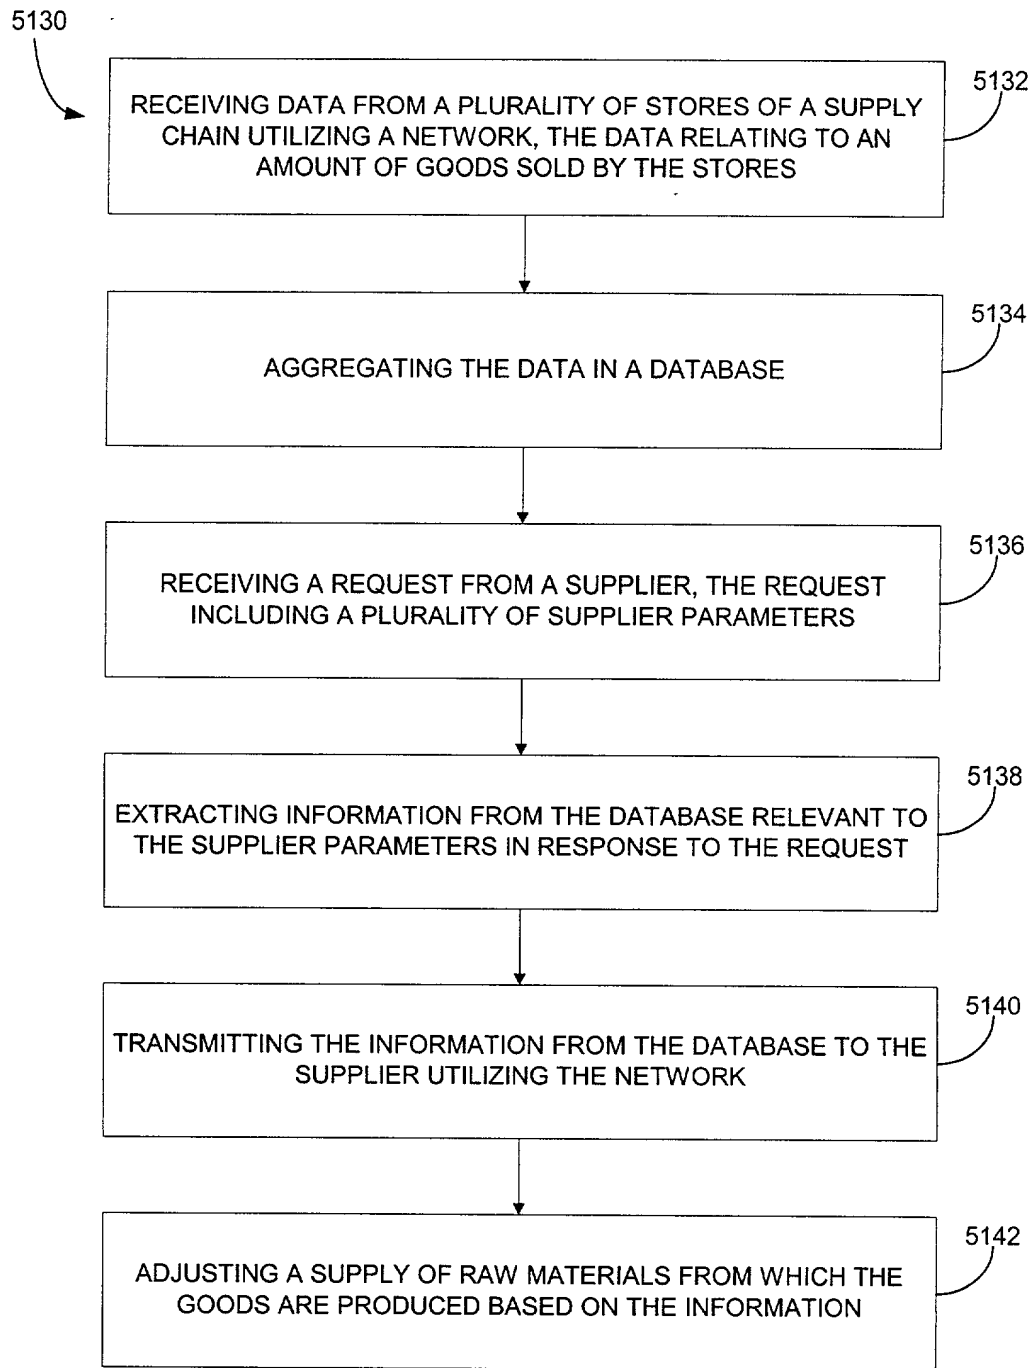 5130
5132
RECEIVING DATA FROM A PLURALITY OF STORES OF A SUPPLY
CHAIN UTILIZING A NETWORK, THE DATA RELATING TO AN
AMOUNT OF GOODS SOLD BY THE STORES
5134
AGGREGATING THE DATA IN A DATABASE
5136
RECEIVING A REQUEST FROM A SUPPLIER, THE REQUEST
INCLUDING A PLURALITY OF SUPPLIER PARAMETERS
5138
EXTRACTING INFORMATION FROM THE DATABASE RELEVANT TO
THE SUPPLIER PARAMETERS IN RESPONSE TO THE REQUEST
5140
TRANSMITTING THE INFORMATION FROM THE DATABASE TO THE
SUPPLIER UTILIZING THE NETWORK
5142
ADJUSTING A SUPPLY OF RAW MATERIALS FROM WHICH THE
GOODS ARE PRODUCED BASED ON THE INFORMATION